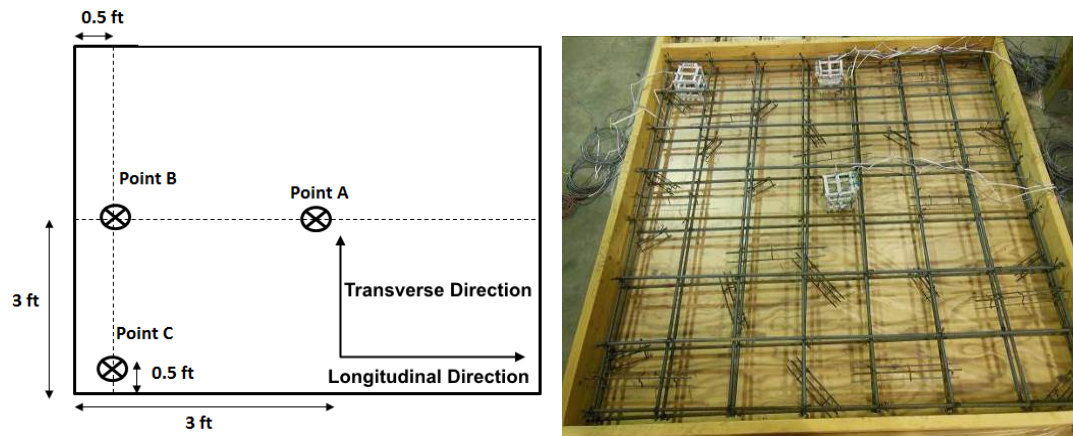 0.5 ft
Point B
Point A
3 ft
Transverse Direction
Point C
0.5 ft
Longitudinal Direction
3 ft